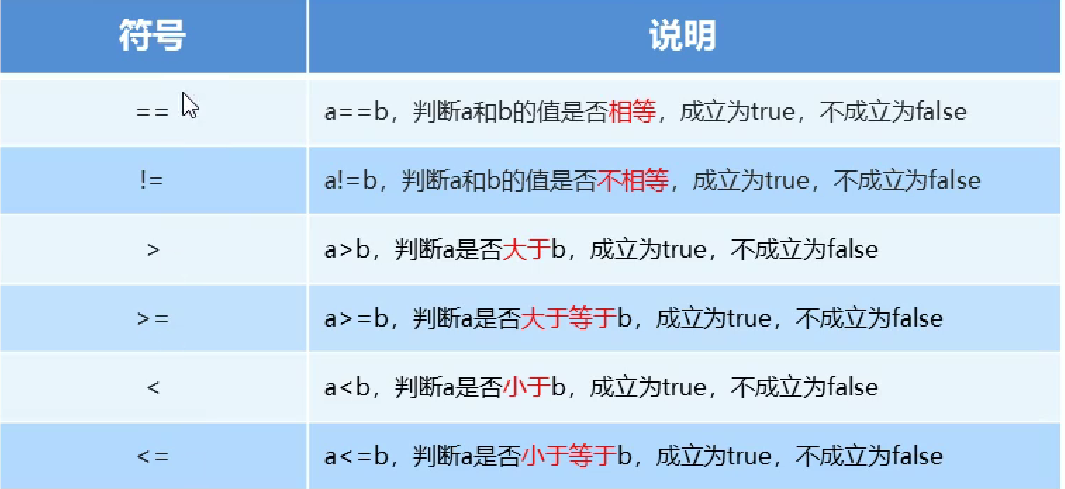 符号 说明
== a==b，判断a和b的值是否相等，成立为true，不成立为false
!= a!=b，判断a和b的值是否不相等，成立为true，不成立为false
> a>b，判断a是否大于b，成立为true，不成立为false
>= a>=b，判断a是否大于等于b，成立为true，不成立为false
< a<b，判断a是否小于b，成立为true，不成立为false
<= a<=b，判断a是否小于等于b，成立为true，不成立为false